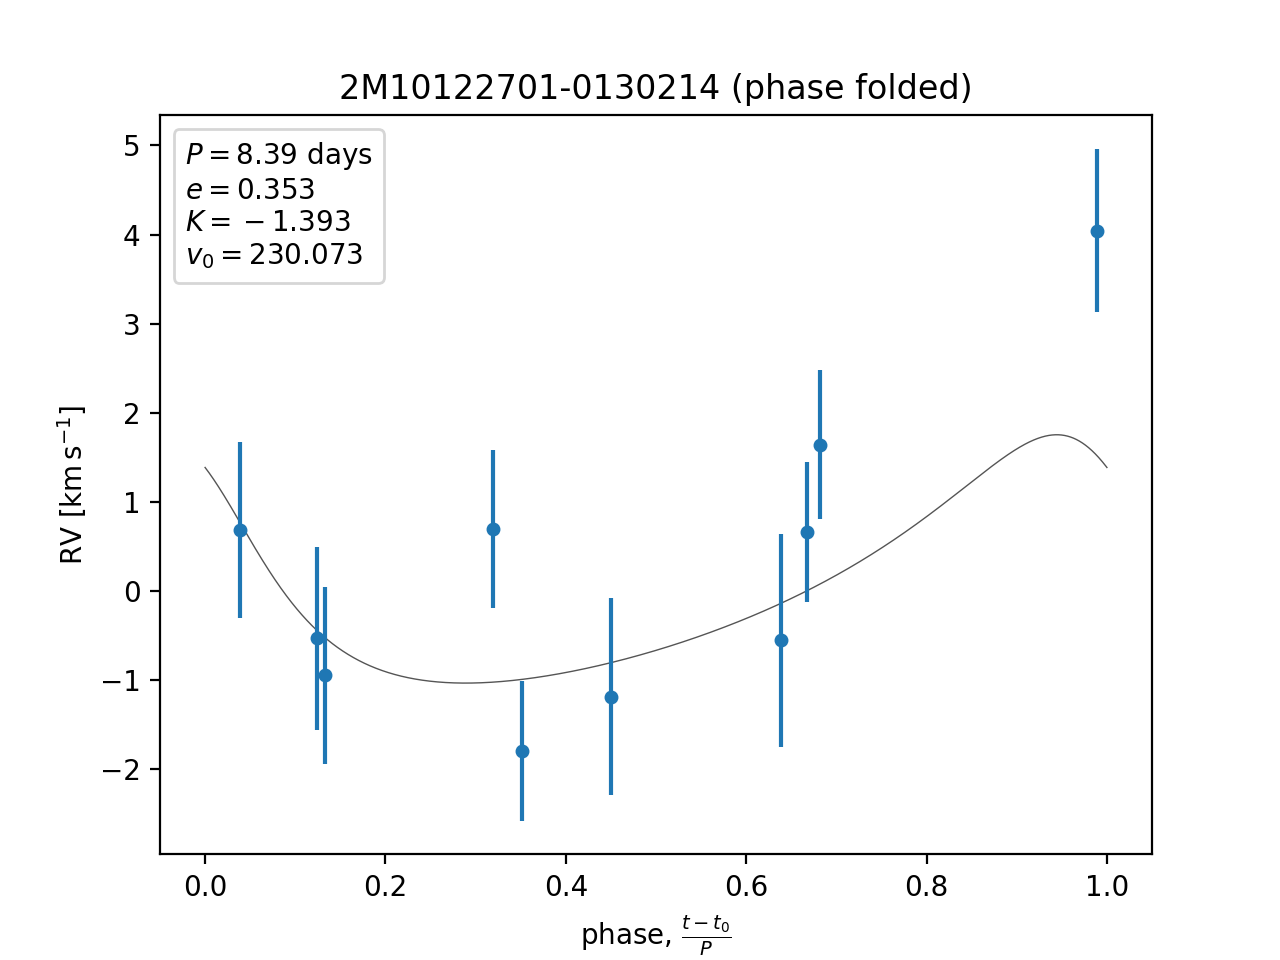 2M10122701-0130214 (phase folded)
P = 8.39 days
e = 0.353
K = −1.393
v₀ = 230.073
5
4
3
2
1
0
−1
−2
RV [km s⁻¹]
0.0 0.2 0.4 0.6 0.8 1.0
phase, (t − t₀)/P